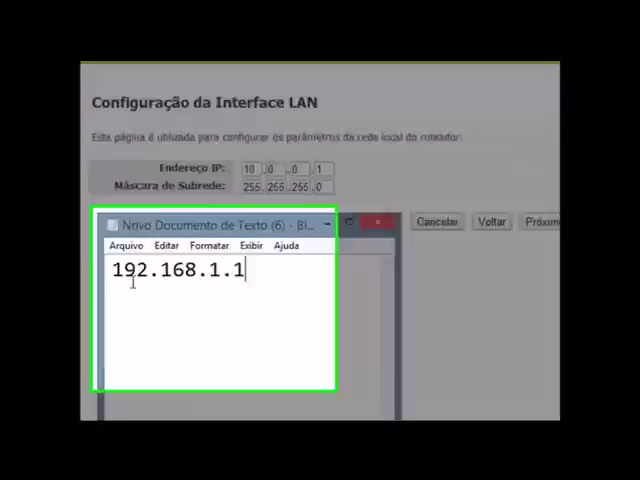 Configuração da Interface LAN
Esta página é utilizada para configurar os parâmetros da rede local do roteador.
Endereço IP: 10 .0 .0 .1
Máscara de Subrede: 255. 255. 255. 0
Novo Documento de Texto (6) - Bl...
Cancelar Voltar Próximo
Arquivo Editar Formatar Exibir Ajuda
192.168.1.1